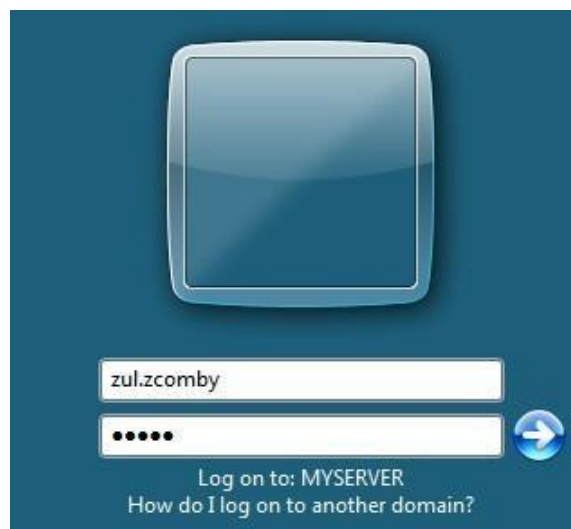 zul.zcomby
•••••
Log on to: MYSERVER
How do I log on to another domain?